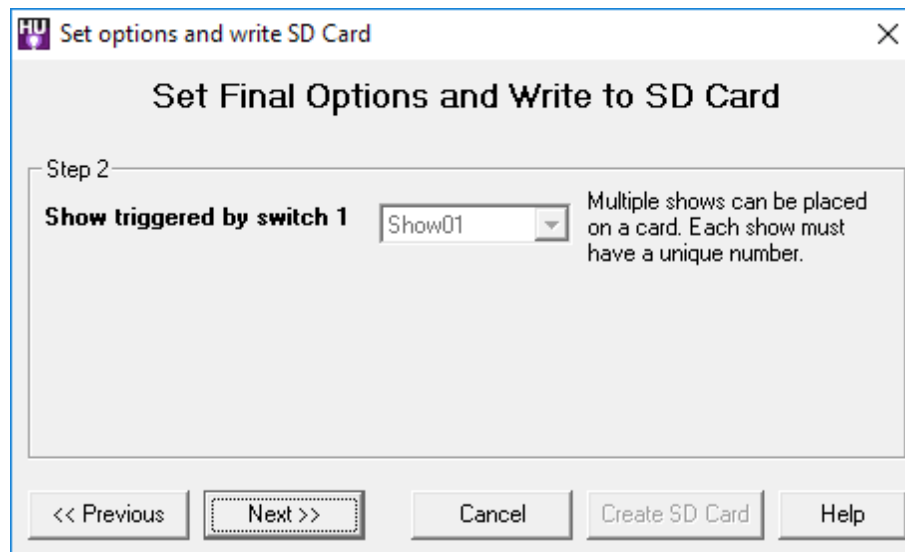 HU
Set options and write SD Card
Set Final Options and Write to SD Card
Step 2
Show triggered by switch 1
Show01
Multiple shows can be placed
on a card. Each show must
have a unique number.
<< Previous
Next >>
Cancel
Create SD Card
Help